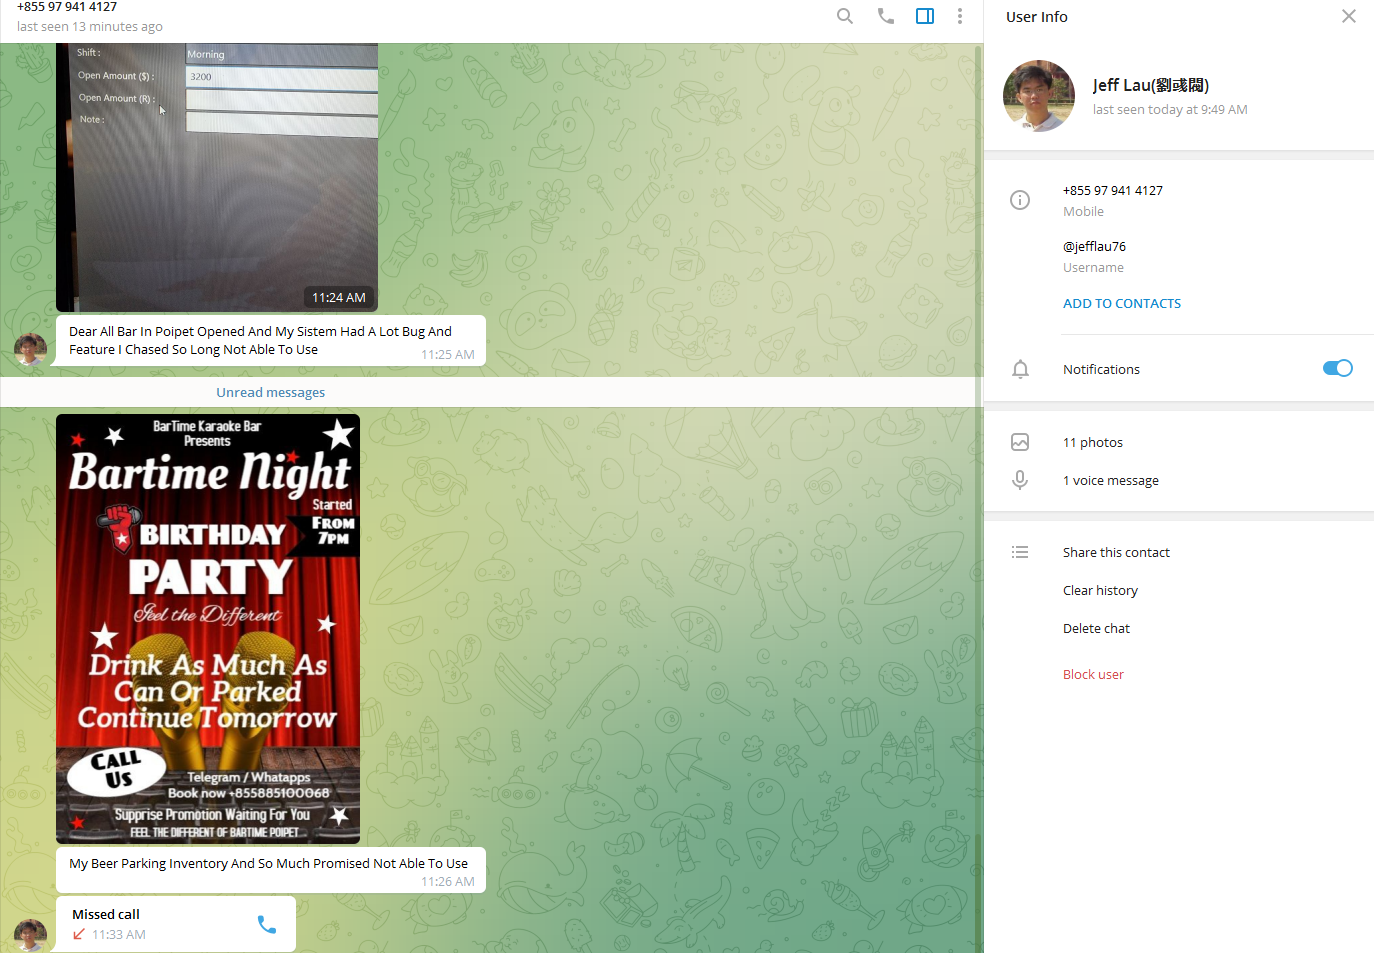 +855 97 941 4127
last seen 13 minutes ago
Shift :
Morning
Open Amount ($) :
3200
Open Amount (R) :
Note :
11:24 AM
Dear All Bar In Poipet Opened And My Sistem Had A Lot Bug And
Feature I Chased So Long Not Able To Use
11:25 AM
Unread messages
BarTime Karaoke Bar
Presents
Bartime Night
Started
From
7PM
BIRTHDAY
PARTY
Feel the Different
Drink As Much As
Can Or Parked
Continue Tomorrow
CALL
US
Telegram / Whatapps
Book now +855885100068
Supprise Promotion Waiting For You
FEEL THE DIFFERENT OF BARTIME POIPET
My Beer Parking Inventory And So Much Promised Not Able To Use
11:26 AM
Missed call
11:33 AM
User Info
Jeff Lau(劉彧閥)
last seen today at 9:49 AM
+855 97 941 4127
Mobile
@jefflau76
Username
ADD TO CONTACTS
Notifications
11 photos
1 voice message
Share this contact
Clear history
Delete chat
Block user